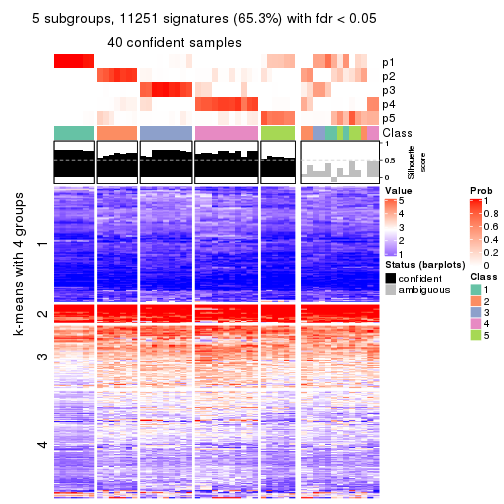 5 subgroups, 11251 signatures (65.3%) with fdr < 0.05
40 confident samples
p1
p2
p3
p4
p5
Class
1
0.5
0
Silhouette
score
k-means with 4 groups
1
2
3
4
Value
5
4
3
2
1
Status (barplots)
confident
ambiguous
Prob
1
0.8
0.6
0.4
0.2
0
Class
1
2
3
4
5